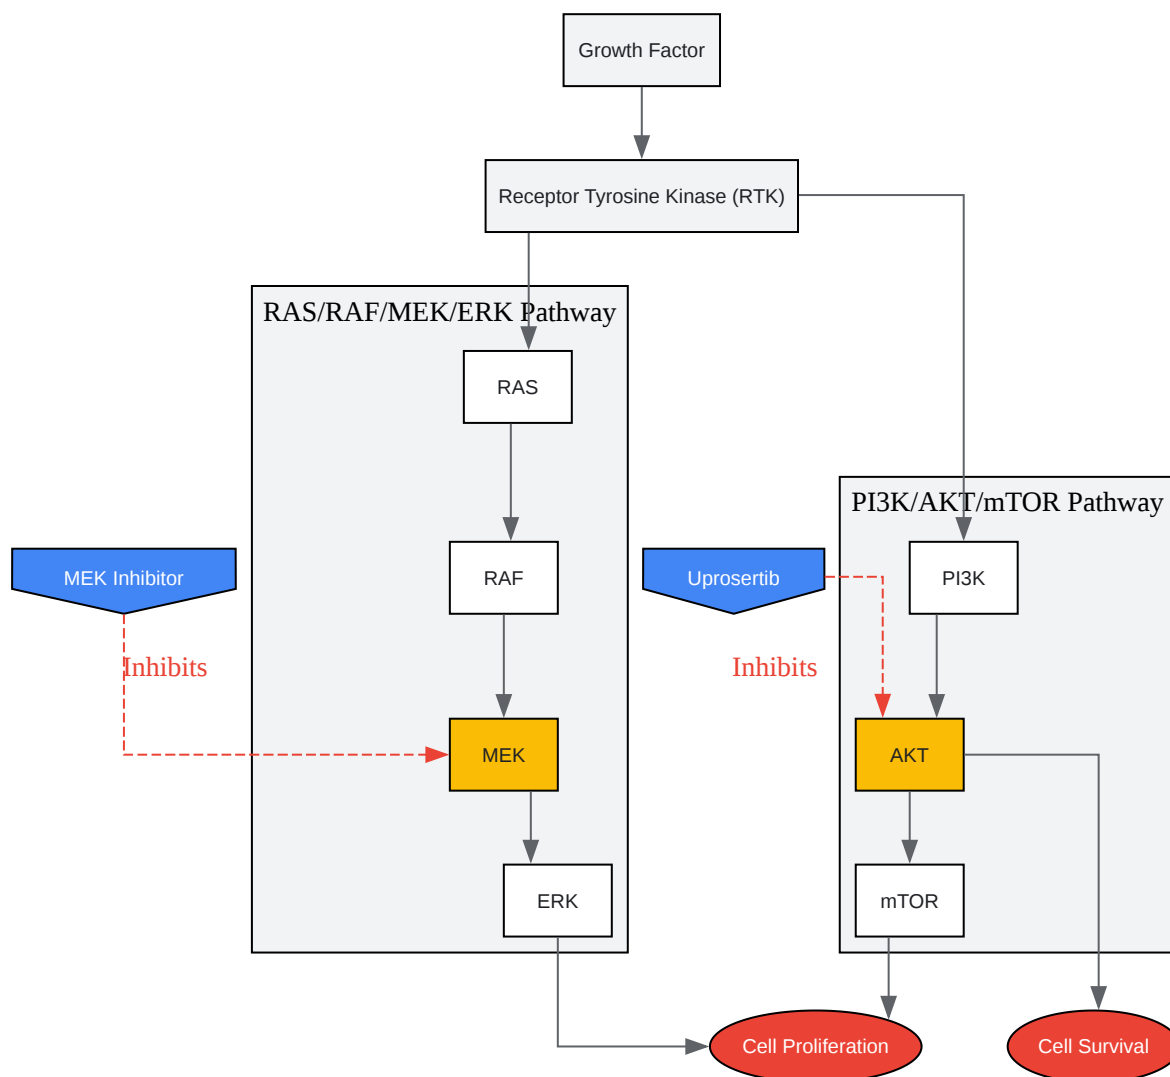 Growth Factor
Receptor Tyrosine Kinase (RTK)
RAS/RAF/MEK/ERK Pathway
RAS
PI3K/AKT/mTOR Pathway
MEK Inhibitor
RAF
Uprosertib
PI3K
Inhibits
Inhibits
MEK
AKT
ERK
mTOR
Cell Proliferation
Cell Survival